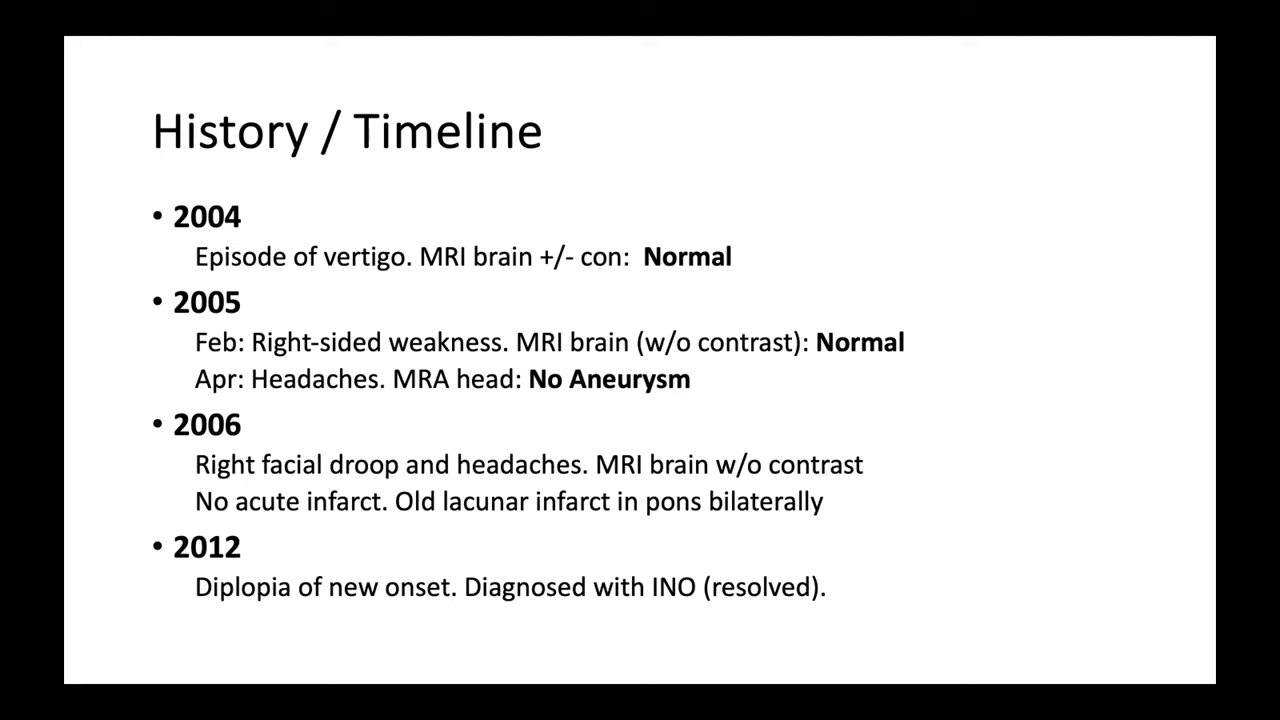 History / Timeline
• 2004
Episode of vertigo. MRI brain +/- con: Normal
• 2005
Feb: Right-sided weakness. MRI brain (w/o contrast): Normal
Apr: Headaches. MRA head: No Aneurysm
• 2006
Right facial droop and headaches. MRI brain w/o contrast
No acute infarct. Old lacunar infarct in pons bilaterally
• 2012
Diplopia of new onset. Diagnosed with INO (resolved).